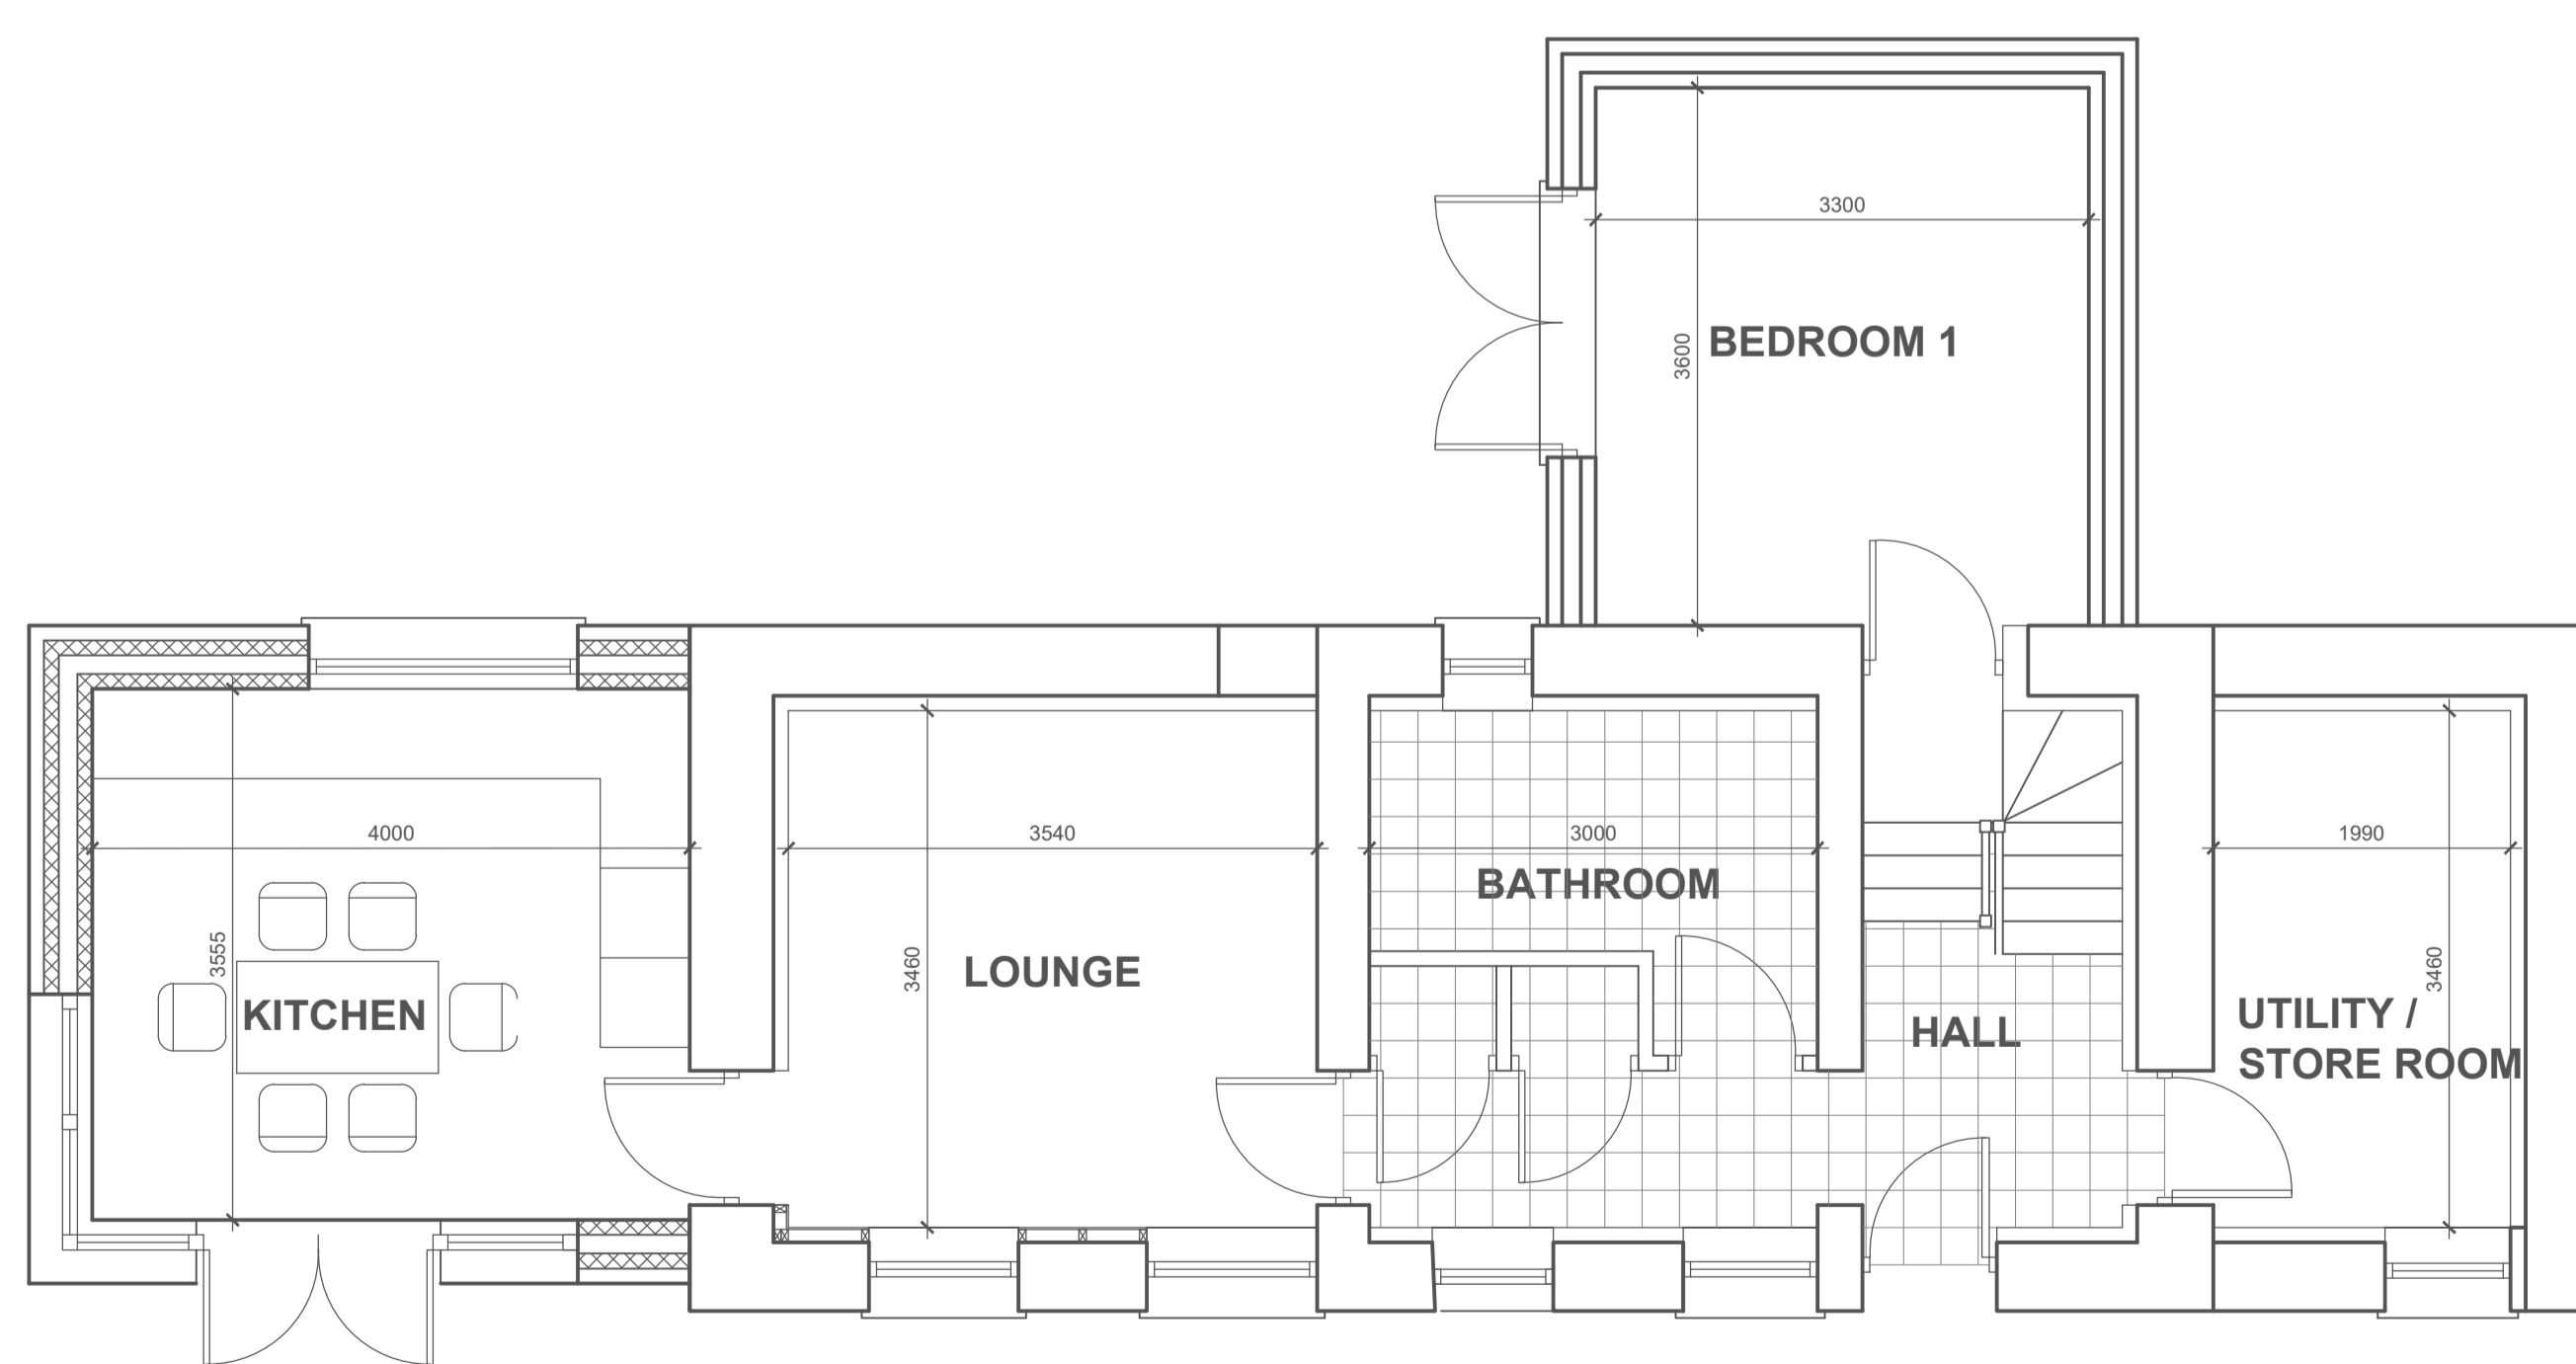 3300
3600
BEDROOM 1
4000
3540
3000
1990
BATHROOM
3555
3460
3460
LOUNGE
KITCHEN
HALL
UTILITY /
STORE ROOM